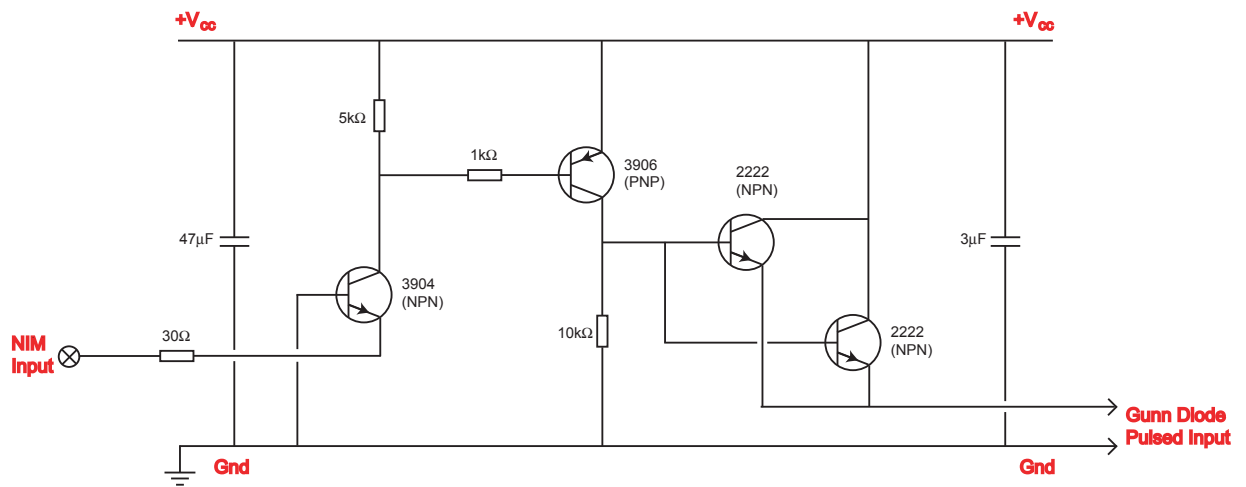 +Vcc
+Vcc
5kΩ
1kΩ
3906
(PNP)
2222
(NPN)
47μF
3μF
3904
(NPN)
30Ω
10kΩ
2222
(NPN)
NIM
Input
Gunn Diode
Pulsed Input
Gnd
Gnd